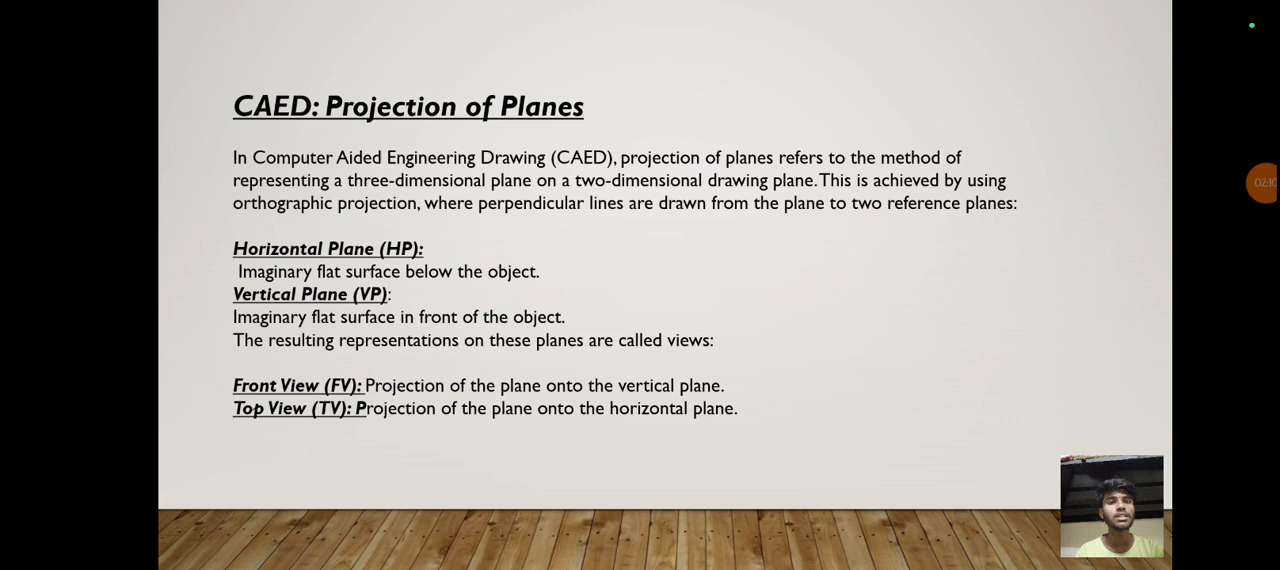 CAED: Projection of Planes
In Computer Aided Engineering Drawing (CAED), projection of planes refers to the method of
representing a three-dimensional plane on a two-dimensional drawing plane. This is achieved by using
orthographic projection, where perpendicular lines are drawn from the plane to two reference planes:
Horizontal Plane (HP):
Imaginary flat surface below the object.
Vertical Plane (VP):
Imaginary flat surface in front of the object.
The resulting representations on these planes are called views:
Front View (FV): Projection of the plane onto the vertical plane.
Top View (TV): Projection of the plane onto the horizontal plane.
02:10